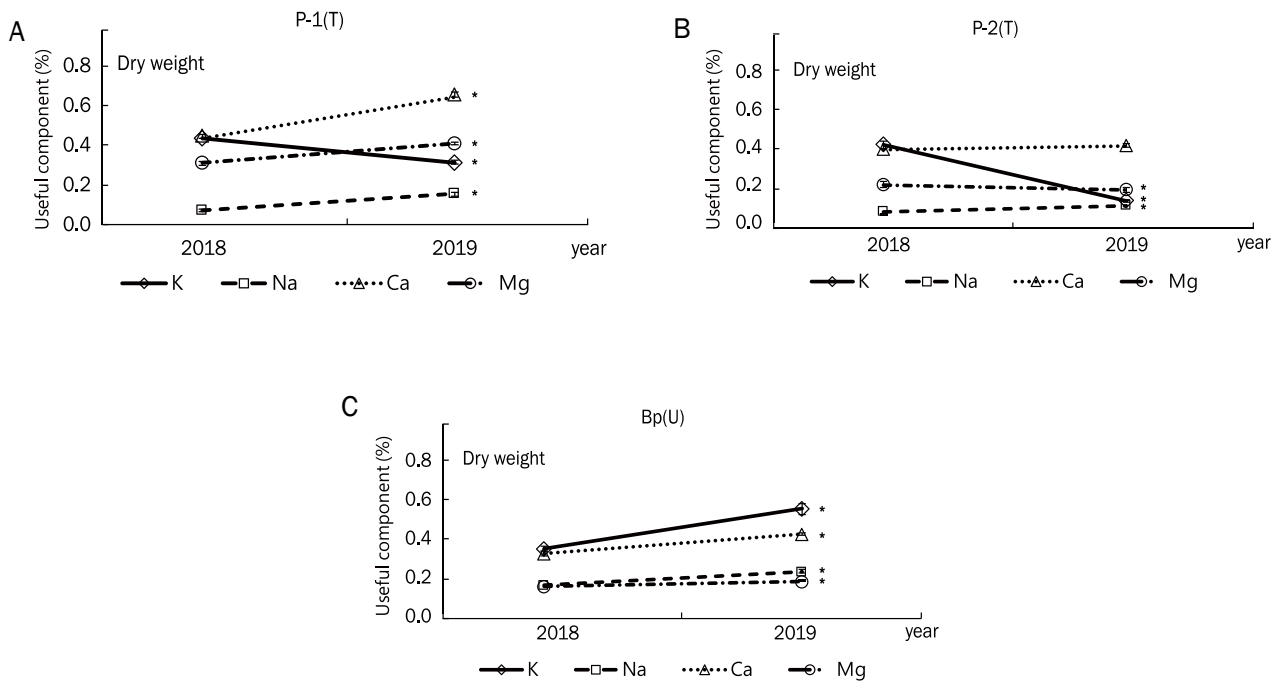 A
P-1(T)
Useful component (%)
Dry weight
0.8
0.6
0.4
0.2
0.0
*
*
*
*
2018 2019 year
K Na Ca Mg
B
P-2(T)
Useful component (%)
Dry weight
0.8
0.6
0.4
0.2
0.0
*
*
*
2018 2019 year
K Na Ca Mg
C
Bp(U)
Useful component (%)
Dry weight
0.8
0.6
0.4
0.2
0.0
*
*
*
*
2018 2019 year
K Na Ca Mg